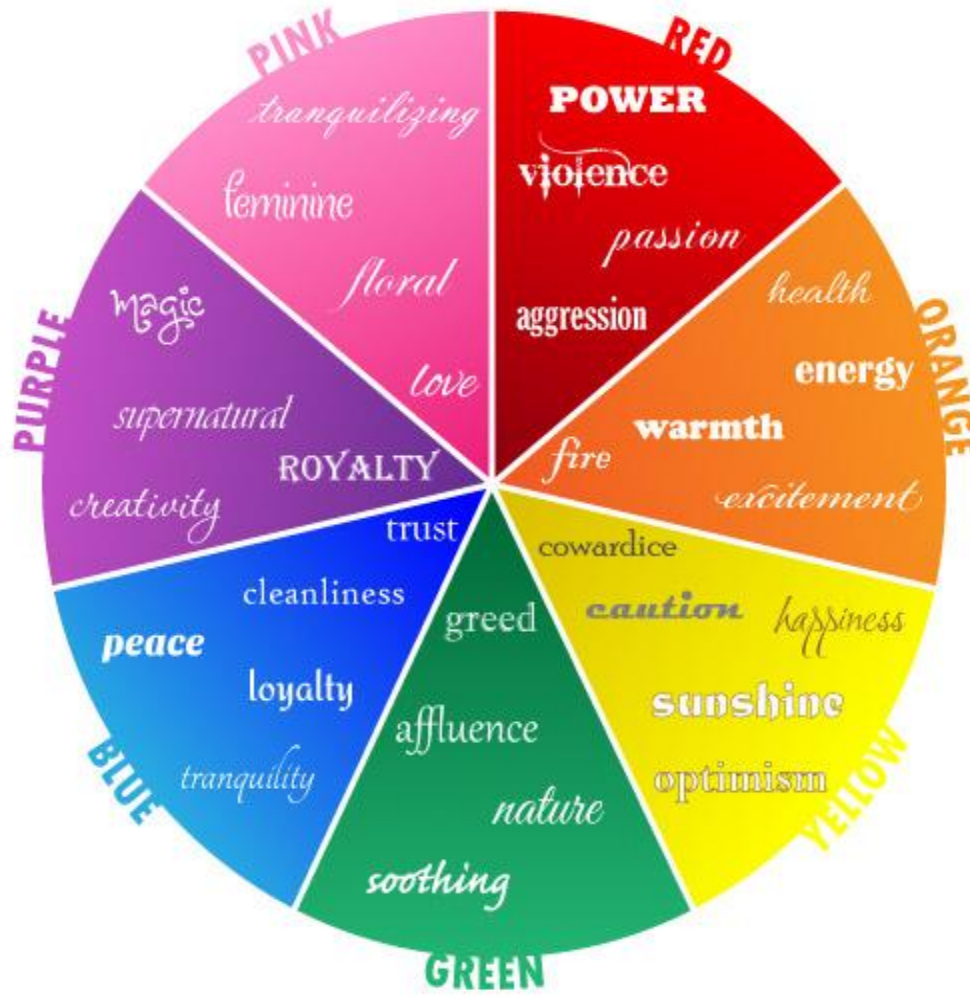 PINK
tranquilizing
feminine
floral
love
RED
POWER
violence
passion
aggression
ORANGE
health
energy
warmth
fire
excitement
YELLOW
cowardice
caution
happiness
sunshine
optimism
GREEN
greed
affluence
nature
soothing
BLUE
trust
cleanliness
peace
loyalty
tranquility
PURPLE
magic
supernatural
ROYALTY
creativity